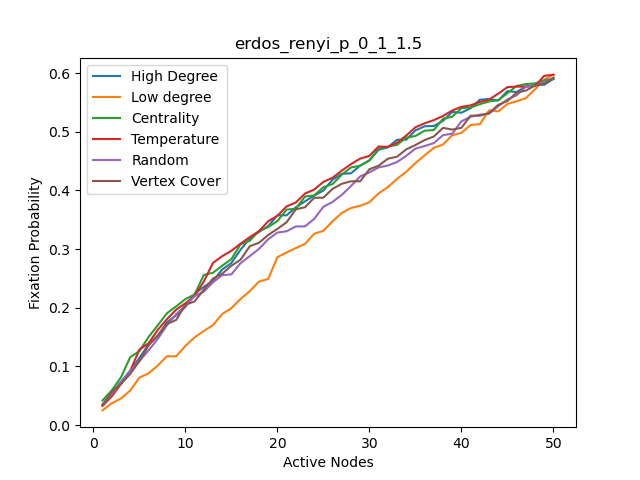 erdos_renyi_p_0_1_1.5
High Degree
Low degree
Centrality
Temperature
Random
Vertex Cover
Fixation Probability
0.6
0.5
0.4
0.3
0.2
0.1
0.0
0 10 20 30 40 50
Active Nodes